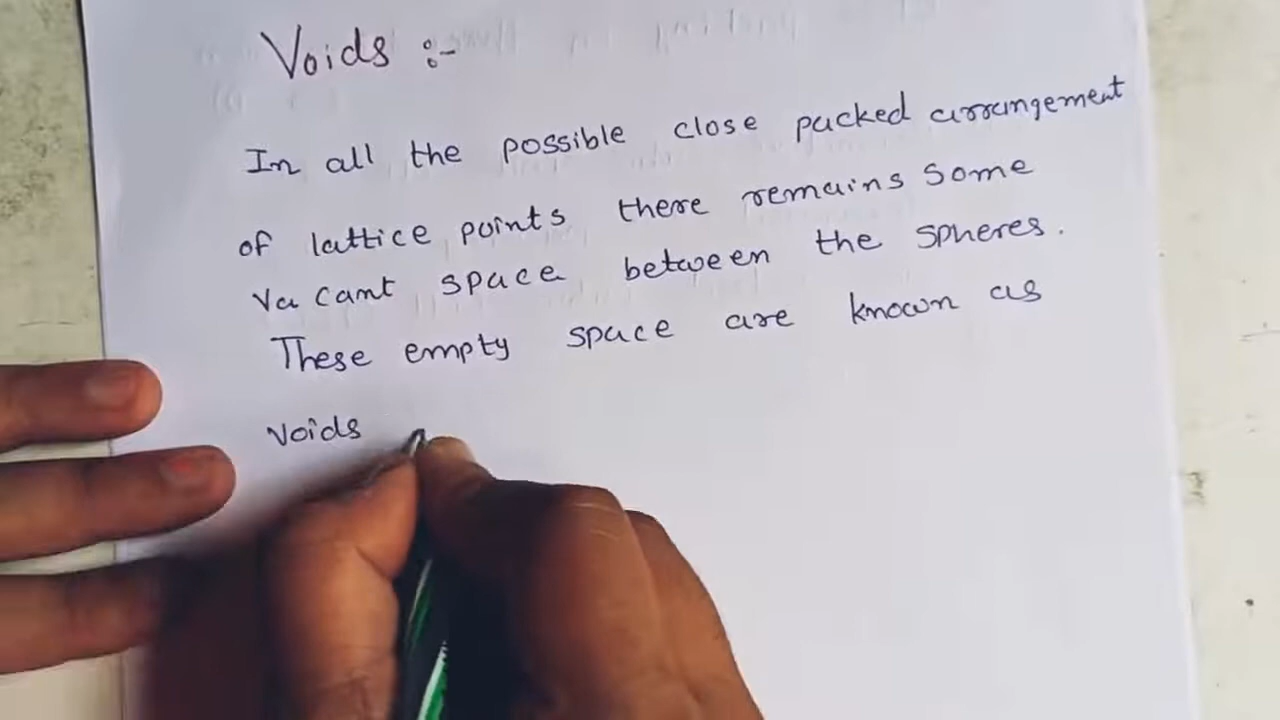 Voids :-
In all the possible close packed arrangement
of lattice points there remains some
Vacant space between the spheres.
These empty space are known as
Voids